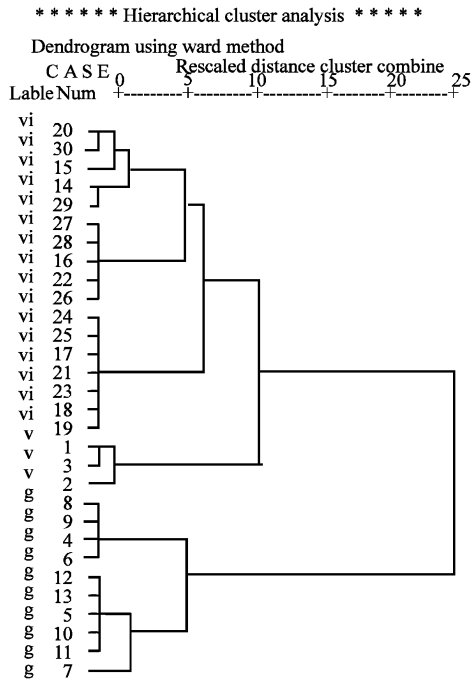 * * * * * * Hierarchical cluster analysis * * * * *
Dendrogram using ward method
C A S E Rescaled distance cluster combine
Lable Num 0 5 10 15 20 25
vi 20
vi 30
vi 15
vi 14
vi 29
vi 27
vi 28
vi 16
vi 22
vi 26
vi 24
vi 25
vi 17
vi 21
vi 23
vi 18
vi 19
v 1
v 3
v 2
g 8
g 9
g 4
g 6
g 12
g 13
g 5
g 10
g 11
g 7